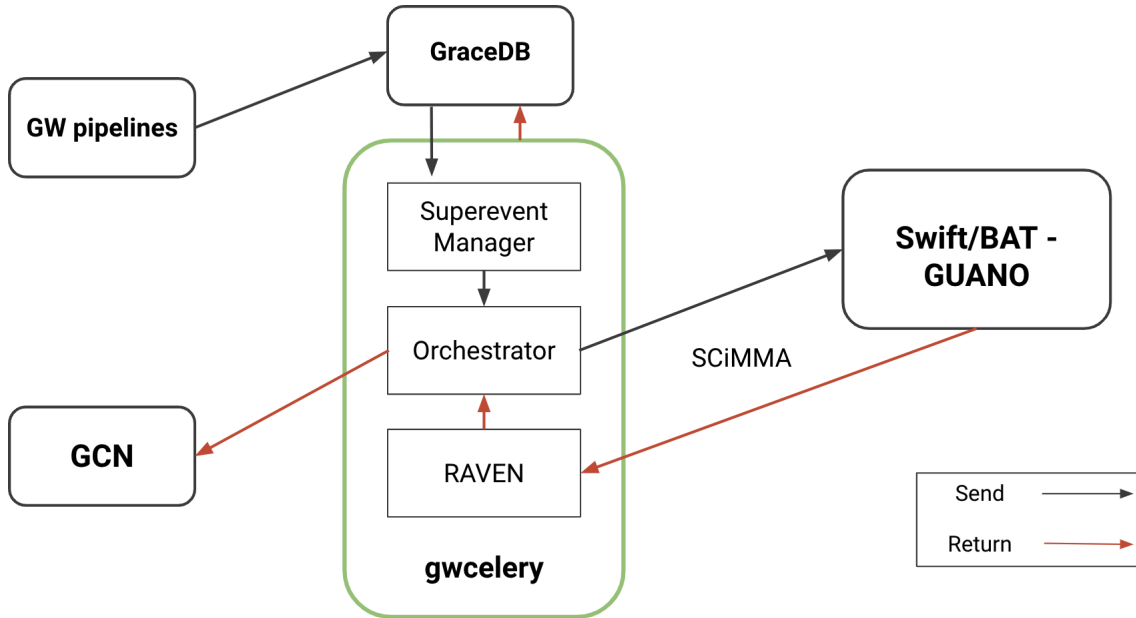 GraceDB
GW pipelines
Superevent
Manager
Swift/BAT -
GUANO
Orchestrator
SCiMMA
GCN
RAVEN
gwcelery
Send
Return